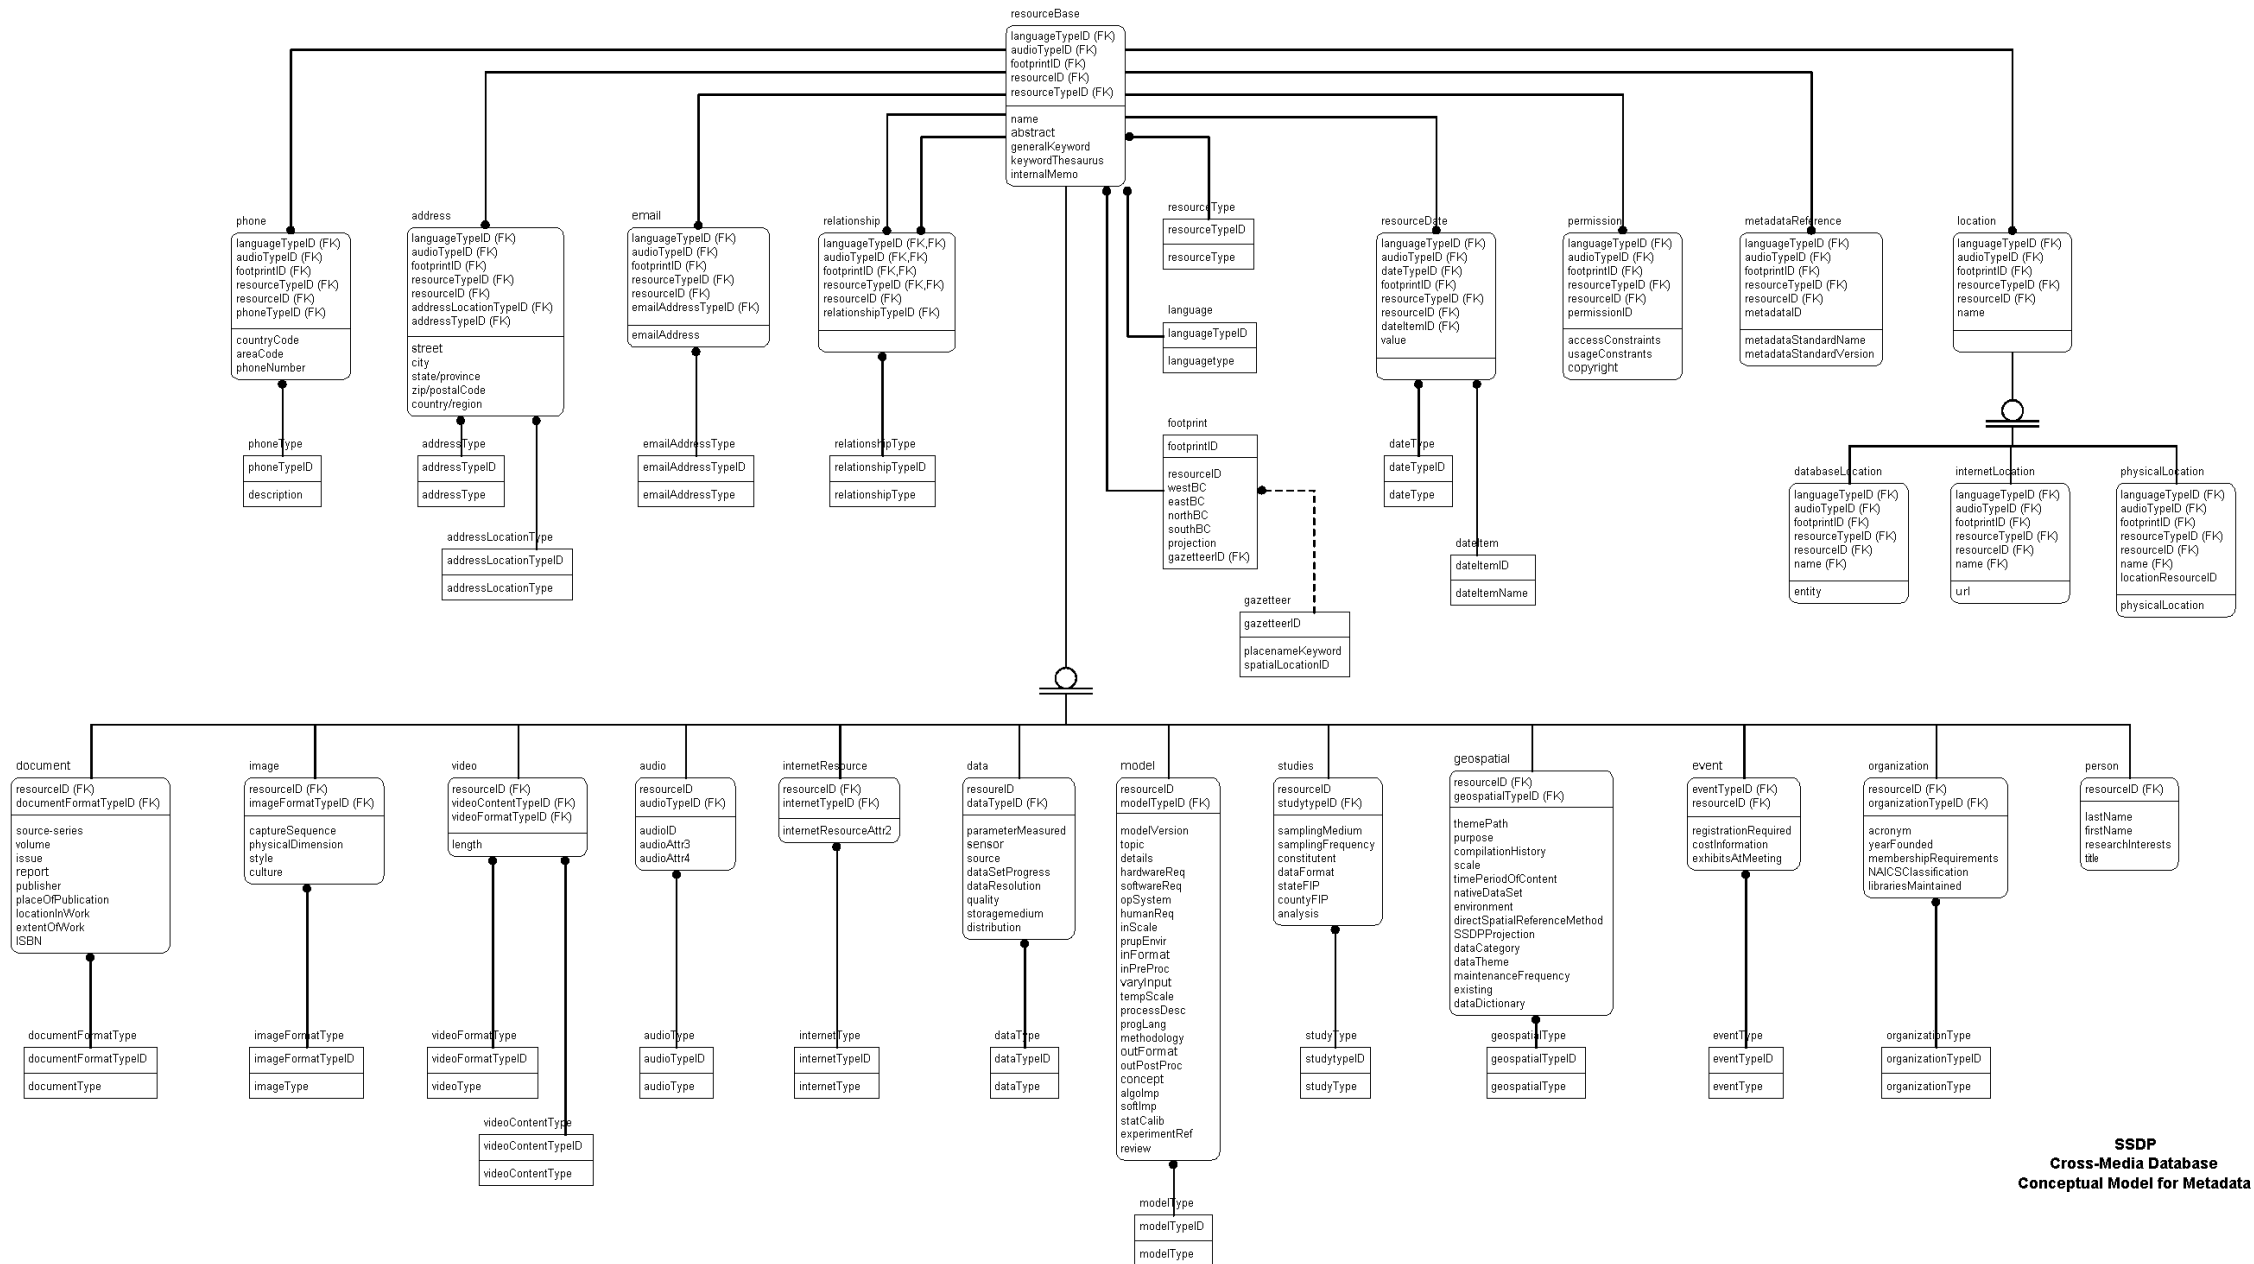 resourceBase
languageTypeID (FK)
audioTypeID (FK)
footprintID (FK)
resourceID (FK)
resourceTypeID (FK)
name
abstract
generalKeyword
keywordThesaurus
internalMemo
phone
languageTypeID (FK)
audioTypeID (FK)
footprintID (FK)
resourceTypeID (FK)
resourceID (FK)
phoneTypeID (FK)
countryCode
areaCode
phoneNumber
address
languageTypeID (FK)
audioTypeID (FK)
footprintID (FK)
resourceTypeID (FK)
resourceID (FK)
addressLocationTypeID (FK)
addressTypeID (FK)
street
city
state/province
zip/postalCode
country/region
email
languageTypeID (FK)
audioTypeID (FK)
footprintID (FK)
resourceTypeID (FK)
resourceID (FK)
emailAddressTypeID (FK)
emailAddress
relationship
languageTypeID (FK,FK)
audioTypeID (FK,FK)
footprintID (FK,FK)
resourceTypeID (FK,FK)
resourceID (FK)
relationshipTypeID (FK)
resourceType
resourceTypeID
resourceType
language
languageTypeID
languagetype
footprint
footprintID
resourceID
westBC
eastBC
northBC
southBC
projection
gazetteerID (FK)
gazetteer
gazetteerID
placenameKeyword
spatialLocationID
resourceDate
languageTypeID (FK)
audioTypeID (FK)
dateTypeID (FK)
footprintID (FK)
resourceTypeID (FK)
resourceID (FK)
dateItemID (FK)
value
permission
languageTypeID (FK)
audioTypeID (FK)
footprintID (FK)
resourceTypeID (FK)
resourceID (FK)
permissionID
accessConstraints
usageConstrants
copyright
metadataReference
languageTypeID (FK)
audioTypeID (FK)
footprintID (FK)
resourceTypeID (FK)
resourceID (FK)
metadataID
metadataStandardName
metadataStandardVersion
location
languageTypeID (FK)
audioTypeID (FK)
footprintID (FK)
resourceTypeID (FK)
resourceID (FK)
name
phoneType
phoneTypeID
description
addressType
addressTypeID
addressType
addressLocationType
addressLocationTypeID
addressLocationType
emailAddressType
emailAddressTypeID
emailAddressType
relationshipType
relationshipTypeID
relationshipType
dateType
dateTypeID
dateType
dateItem
dateItemID
dateItemName
databaseLocation
languageTypeID (FK)
audioTypeID (FK)
footprintID (FK)
resourceTypeID (FK)
resourceID (FK)
name (FK)
entity
internetLocation
languageTypeID (FK)
audioTypeID (FK)
footprintID (FK)
resourceTypeID (FK)
resourceID (FK)
name (FK)
url
physicalLocation
languageTypeID (FK)
audioTypeID (FK)
footprintID (FK)
resourceTypeID (FK)
resourceID (FK)
name (FK)
locationResourceID
physicalLocation
document
resourceID (FK)
documentFormatTypeID (FK)
source-series
volume
issue
report
publisher
placeOfPublication
locationInWork
extentOfWork
ISBN
image
resourceID (FK)
imageFormatTypeID (FK)
captureSequence
physicalDimension
style
culture
video
resourceID (FK)
videoContentTypeID (FK)
videoFormatTypeID (FK)
length
audio
resourceID
audioTypeID (FK)
audioID
audioAttr3
audioAttr4
internetResource
resourceID (FK)
internetTypeID (FK)
internetResourceAttr2
data
resoureID
dataTypeID (FK)
parameterMeasured
sensor
source
dataSetProgress
dataResolution
quality
storagemedium
distribution
model
resourceID
modelTypeID (FK)
modelVersion
topic
details
hardwareReq
softwareReq
opSystem
humanReq
inScale
prupEnvir
inFormat
inPreProc
varyInput
tempScale
processDesc
progLang
methodology
outFormat
outPostProc
concept
algoImp
softImp
statCalib
experimentRef
review
studies
resourceID
studytypeID (FK)
samplingMedium
samplingFrequency
constitutent
dataFormat
stateFIP
countyFIP
analysis
geospatial
resourceID (FK)
geospatialTypeID (FK)
themePath
purpose
compilationHistory
scale
timePeriodOfContent
nativeDataSet
environment
directSpatialReferenceMethod
SSDPProjection
dataCategory
dataTheme
maintenanceFrequency
existing
dataDictionary
event
eventTypeID (FK)
resourceID (FK)
registrationRequired
costInformation
exhibitsAtMeeting
organization
resourceID (FK)
organizationTypeID (FK)
acronym
yearFounded
membershipRequirements
NAICSClassification
librariesMaintained
person
resourceID (FK)
lastName
firstName
researchInterests
title
documentFormatType
documentFormatTypeID
documentType
imageFormatType
imageFormatTypeID
imageType
videoFormatType
videoFormatTypeID
videoType
videoContentType
videoContentTypeID
videoContentType
audioType
audioTypeID
audioType
internetType
internetTypeID
internetType
dataType
dataTypeID
dataType
modelType
modelTypeID
modelType
studyType
studytypeID
studyType
geospatialType
geospatialTypeID
geospatialType
eventType
eventTypeID
eventType
organizationType
organizationTypeID
organizationType
SSDP
Cross-Media Database
Conceptual Model for Metadata